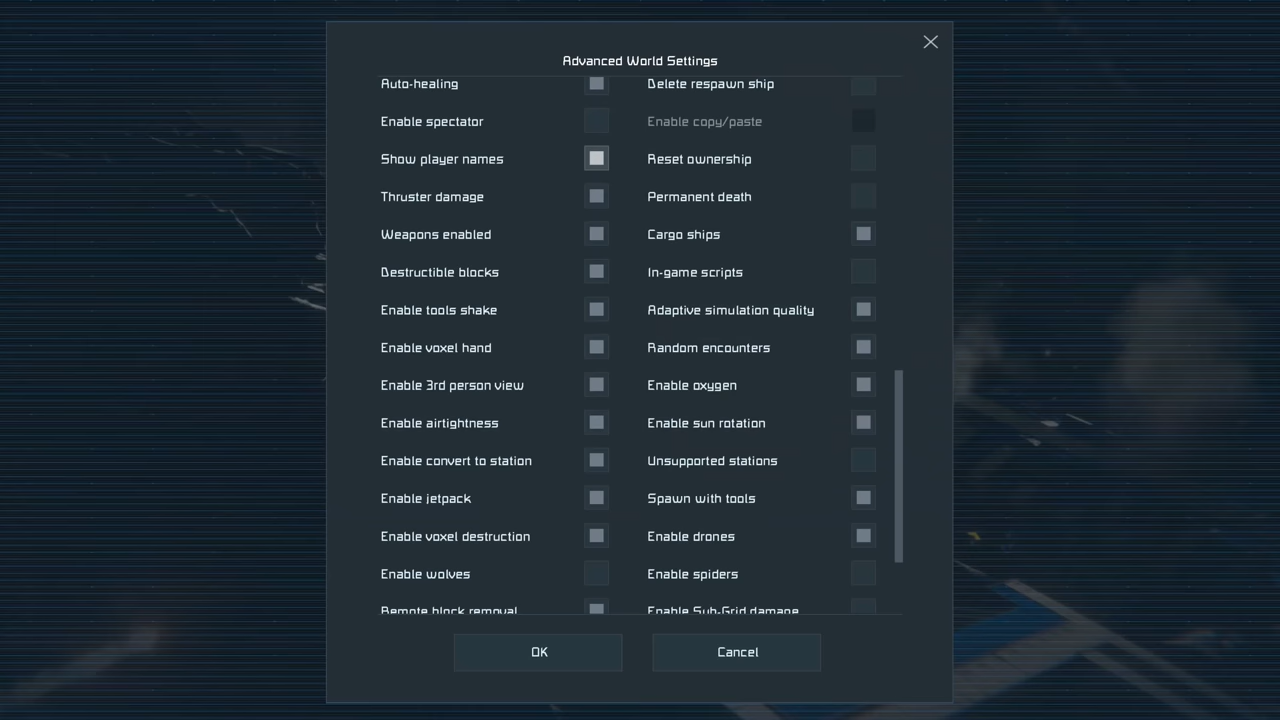 Advanced World Settings
Auto-healing Delete respawn ship
Enable spectator Enable copy/paste
Show player names Reset ownership
Thruster damage Permanent death
Weapons enabled Cargo ships
Destructible blocks In-game scripts
Enable tools shake Adaptive simulation quality
Enable voxel hand Random encounters
Enable 3rd person view Enable oxygen
Enable airtightness Enable sun rotation
Enable convert to station Unsupported stations
Enable jetpack Spawn with tools
Enable voxel destruction Enable drones
Enable wolves Enable spiders
Remote block removal Enable Sub-Grid damage
OK Cancel